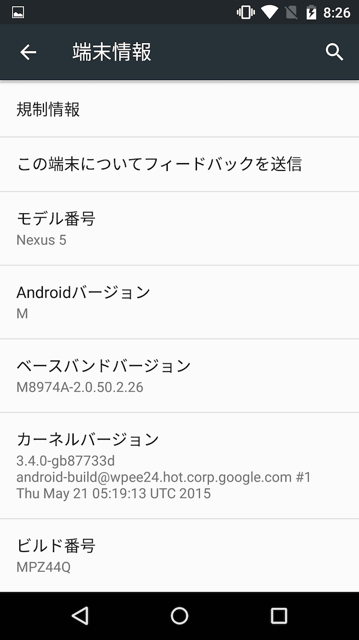 8:26
端末情報
規制情報
この端末についてフィードバックを送信
モデル番号
Nexus 5
Androidバージョン
M
ベースバンドバージョン
M8974A-2.0.50.2.26
カーネルバージョン
3.4.0-gb87733d
android-build@wpee24.hot.corp.google.com #1
Thu May 21 05:19:13 UTC 2015
ビルド番号
MPZ44Q